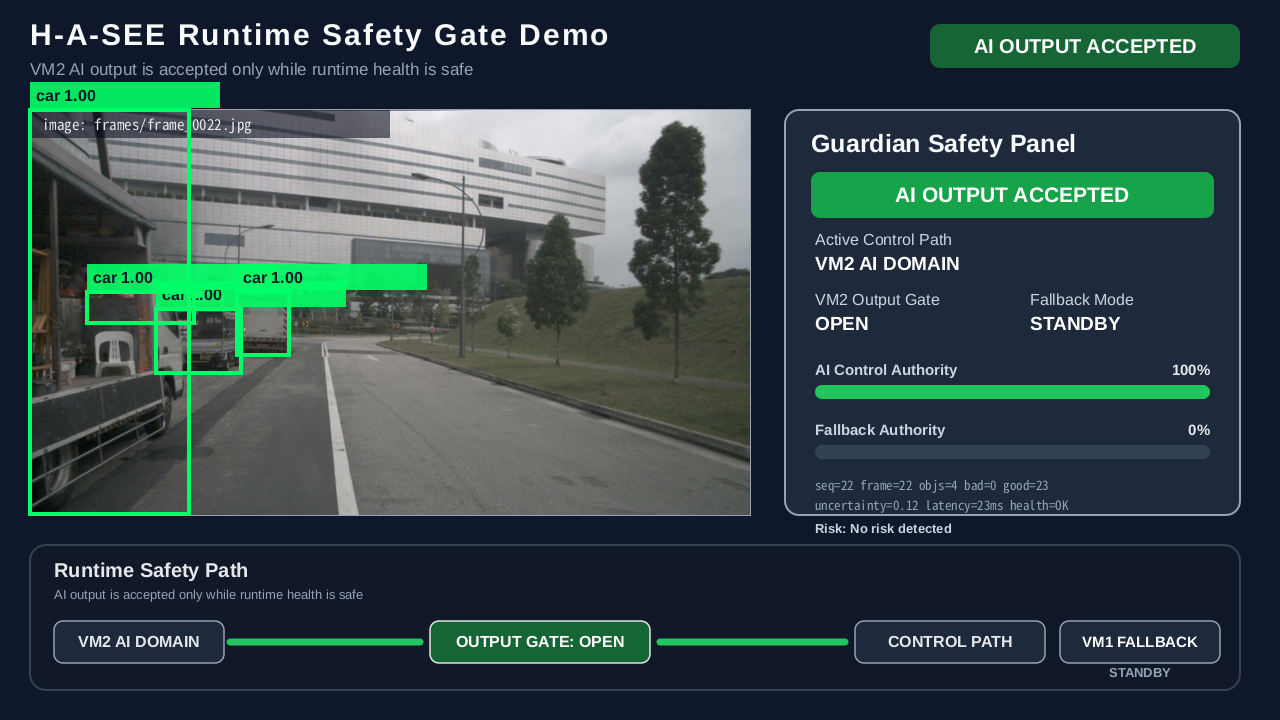 H-A-SEE Runtime Safety Gate Demo
VM2 AI output is accepted only while runtime health is safe
AI OUTPUT ACCEPTED
car 1.00
image: frames/frame_0022.jpg
car 1.00
car 1.00
car 1.00
Guardian Safety Panel
AI OUTPUT ACCEPTED
Active Control Path
VM2 AI DOMAIN
VM2 Output Gate
Fallback Mode
OPEN
STANDBY
AI Control Authority
100%
Fallback Authority
0%
seq=22 frame=22 objs=4 bad=0 good=23
uncertainty=0.12 latency=23ms health=OK
Risk: No risk detected
Runtime Safety Path
AI output is accepted only while runtime health is safe
VM2 AI DOMAIN
OUTPUT GATE: OPEN
CONTROL PATH
VM1 FALLBACK
STANDBY